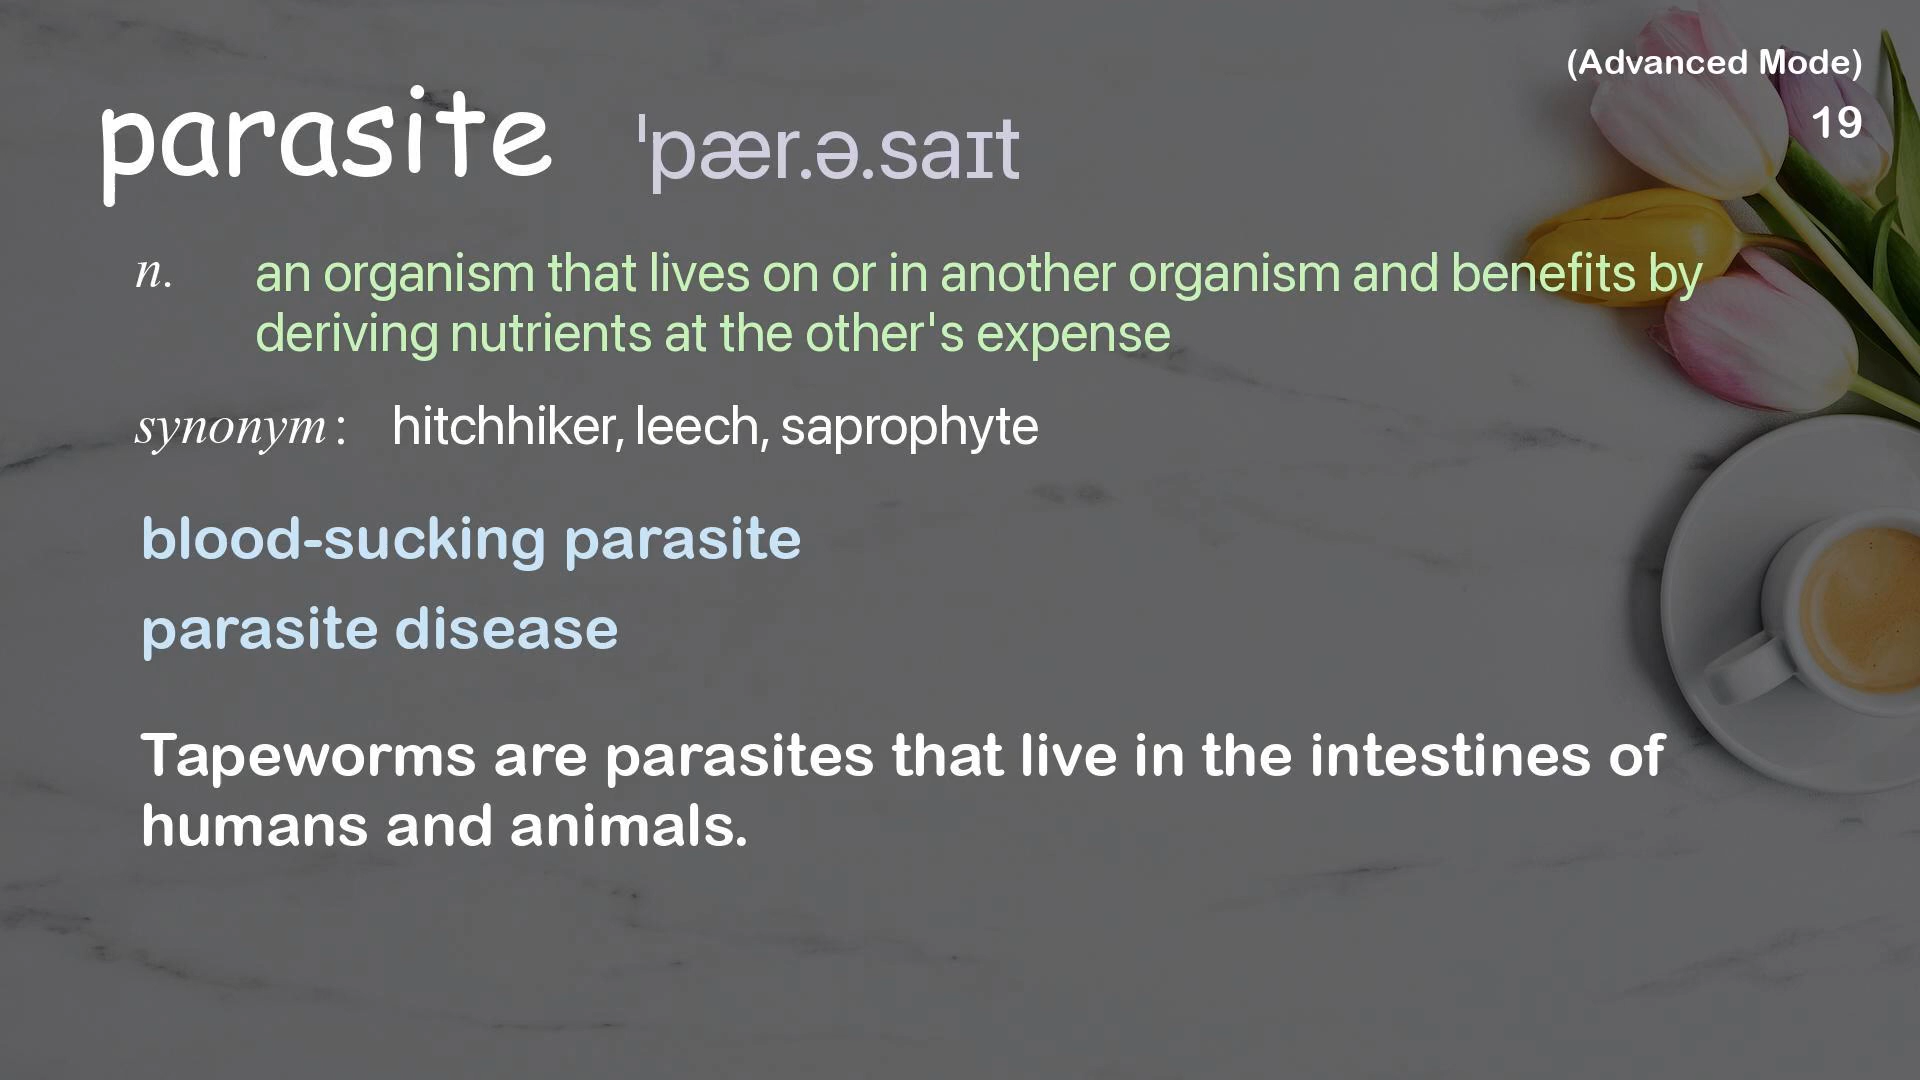 (Advanced Mode)
19
parasite ˈpær.ə.saɪt
n. an organism that lives on or in another organism and benefits by
deriving nutrients at the other's expense
synonym: hitchhiker, leech, saprophyte
blood-sucking parasite
parasite disease
Tapeworms are parasites that live in the intestines of
humans and animals.